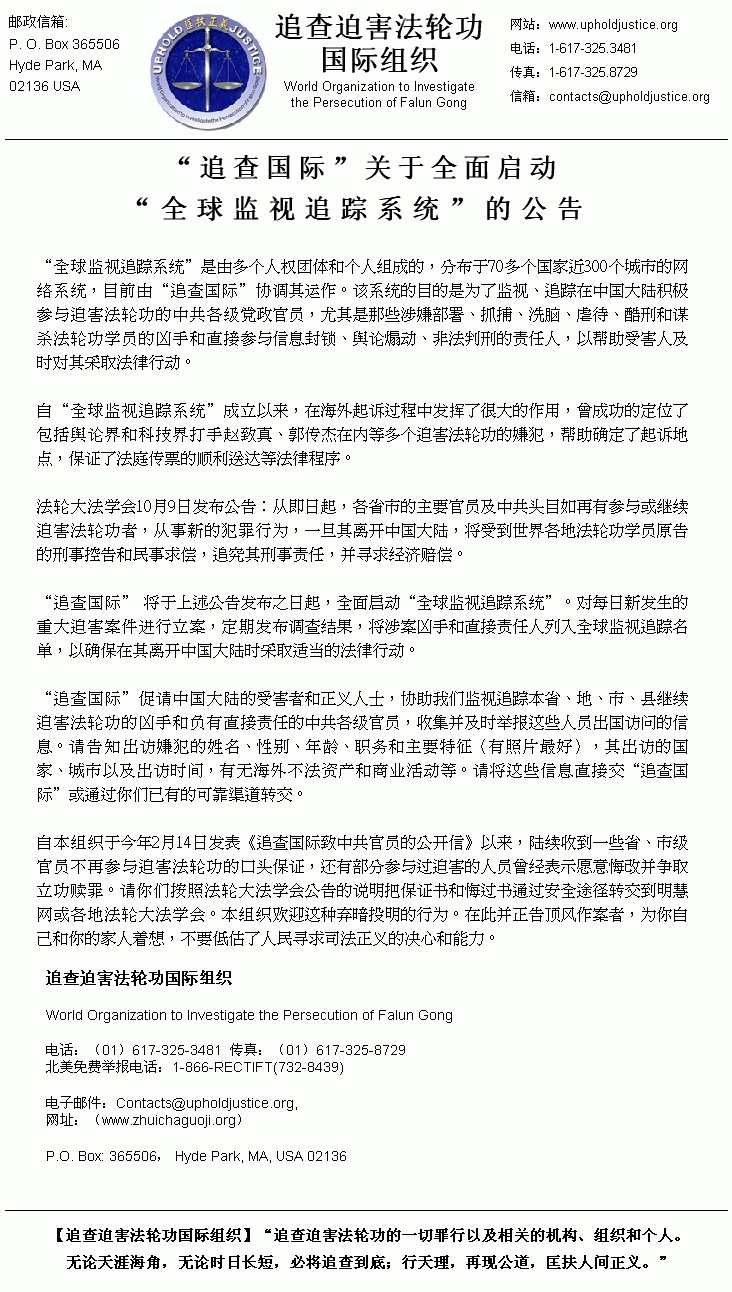 邮政信箱:
P. O. Box 365506
Hyde Park, MA
02136 USA
UPHOLD 匡扶正義 JUSTICE
World Organization to Investigate the Persecution of Falun Gong
追查迫害法轮功
国际组织
World Organization to Investigate
the Persecution of Falun Gong
网站：www.upholdjustice.org
电话：1-617-325.3481
传真：1-617-325.8729
信箱：contacts@upholdjustice.org
“追查国际”关于全面启动
“全球监视追踪系统”的公告
“全球监视追踪系统”是由多个人权团体和个人组成的，分布于70多个国家近300个城市的网
络系统，目前由“追查国际”协调其运作。该系统的目的是为了监视、追踪在中国大陆积极
参与迫害法轮功的中共各级党政官员，尤其是那些涉嫌部署、抓捕、洗脑、虐待、酷刑和谋
杀法轮功学员的凶手和直接参与信息封锁、舆论煽动、非法判刑的责任人，以帮助受害人及
时对其采取法律行动。
自“全球监视追踪系统”成立以来，在海外起诉过程中发挥了很大的作用，曾成功的定位了
包括舆论界和科技界打手赵致真、郭传杰在内等多个迫害法轮功的嫌犯，帮助确定了起诉地
点，保证了法庭传票的顺利送达等法律程序。
法轮大法学会10月9日发布公告：从即日起，各省市的主要官员及中共头目如再有参与或继续
迫害法轮功者，从事新的犯罪行为，一旦其离开中国大陆，将受到世界各地法轮功学员原告
的刑事控告和民事求偿，追究其刑事责任，并寻求经济赔偿。
“追查国际” 将于上述公告发布之日起，全面启动“全球监视追踪系统”。对每日新发生的
重大迫害案件进行立案，定期发布调查结果，将涉案凶手和直接责任人列入全球监视追踪名
单，以确保在其离开中国大陆时采取适当的法律行动。
“追查国际”促请中国大陆的受害者和正义人士，协助我们监视追踪本省、地、市、县继续
迫害法轮功的凶手和负有直接责任的中共各级官员，收集并及时举报这些人员出国访问的信
息。请告知出访嫌犯的姓名、性别、年龄、职务和主要特征（有照片最好），其出访的国
家、城市以及出访时间，有无海外不法资产和商业活动等。请将这些信息直接交“追查国
际”或通过你们已有的可靠渠道转交。
自本组织于今年2月14日发表《追查国际致中共官员的公开信》以来，陆续收到一些省、市级
官员不再参与迫害法轮功的口头保证，还有部分参与过迫害的人员曾经表示愿意悔改并争取
立功赎罪。请你们按照法轮大法学会公告的说明把保证书和悔过书通过安全途径转交到明慧
网或各地法轮大法学会。本组织欢迎这种弃暗投明的行为。在此并正告顶风作案者，为你自
己和你的家人着想，不要低估了人民寻求司法正义的决心和能力。
追查迫害法轮功国际组织
World Organization to Investigate the Persecution of Falun Gong
电话：（01）617-325-3481 传真：（01）617-325-8729
北美免费举报电话：1-866-RECTIFT(732-8439)
电子邮件：Contacts@upholdjustice.org,
网址：（www.zhuichaguoji.org）
P.O. Box: 365506， Hyde Park, MA, USA 02136
【追查迫害法轮功国际组织】“追查迫害法轮功的一切罪行以及相关的机构、组织和个人。
无论天涯海角，无论时日长短，必将追查到底；行天理，再现公道，匡扶人间正义。”